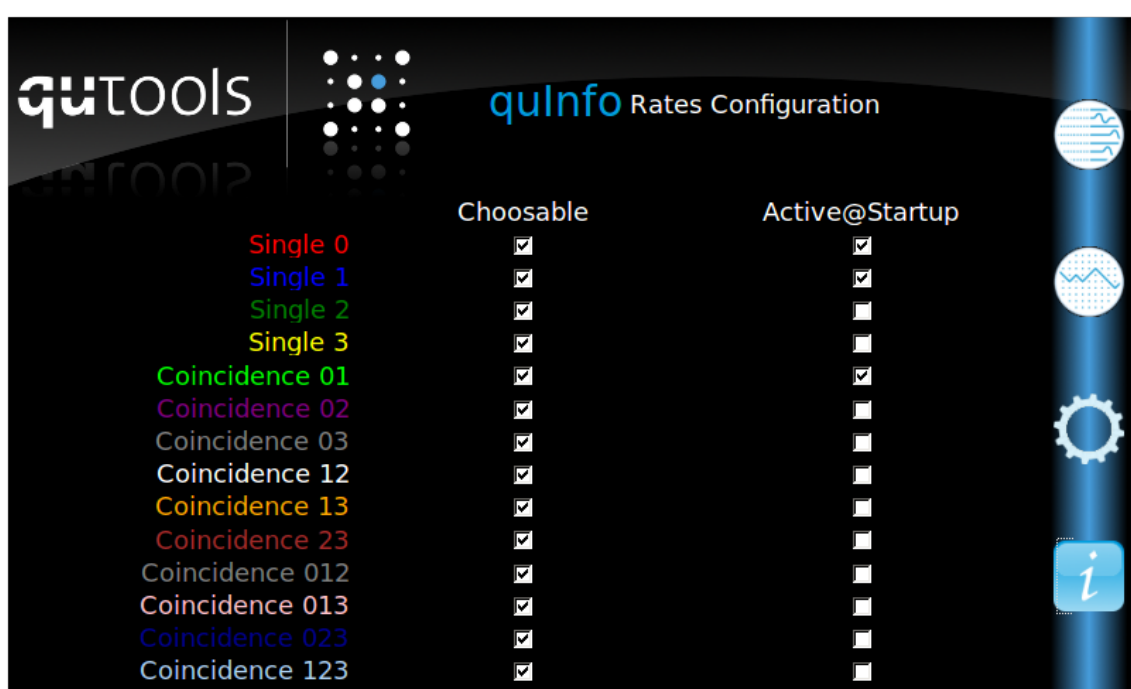 qutools
quInfo Rates Configuration
Choosable Active@Startup
Single 0
Single 1
Single 2
Single 3
Coincidence 01
Coincidence 02
Coincidence 03
Coincidence 12
Coincidence 13
Coincidence 23
Coincidence 012
Coincidence 013
Coincidence 023
Coincidence 123
i